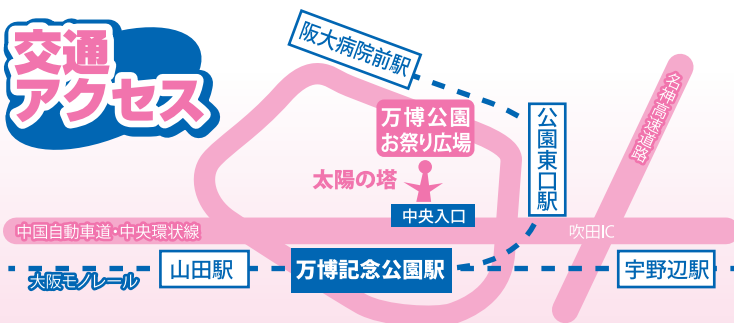 交通
アクセス
阪大病院前駅
万博公園
お祭り広場
太陽の塔
中央入口
公園東口駅
名神高速道路
中国自動車道・中央環状線
吹田IC
大阪モノレール
山田駅
万博記念公園駅
宇野辺駅